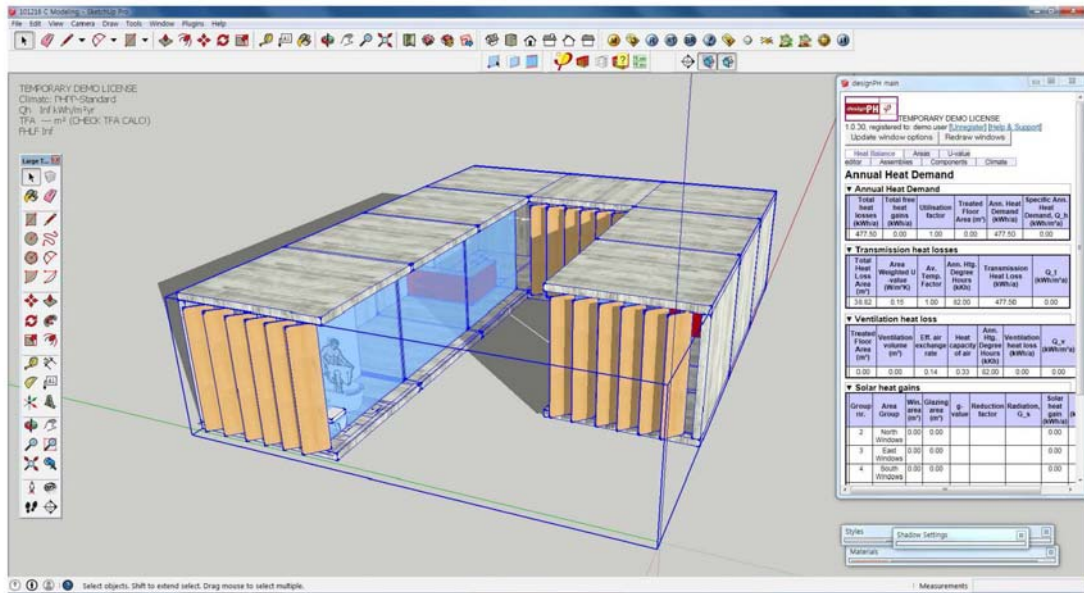 101216 C Modeling - SketchUp Pro
File Edit View Camera Draw Tools Window Plugins Help
TEMPORARY DEMO LICENSE
Climate: PHPP-Standard
Qh Inf kWh/m²yr
TFA --- m² (CHECK TFA CALC!)
FHLF Inf
Large T...
designPH main
designPH
TEMPORARY DEMO LICENSE
1.0.30, registered to: demo user [Unregister] [Help & Support]
Update window options Redraw windows
Heat Balance Areas U-value
editor Assemblies Components Climate
Annual Heat Demand
▼ Annual Heat Demand
Total heat losses (kWh/a) Total free heat gains (kWh/a) Utilisation factor Treated Floor Area (m²) Ann. Heat Demand (kWh/a) Specific Ann. Heat Demand, Q_h (kWh/m²a)
477.50 0.00 1.00 0.00 477.50 0.00
▼ Transmission heat losses
Total Heat Loss Area (m²) Area Weighted U-value (W/m²K) Av. Temp. Factor Ann. Htg. Degree Hours (kKh) Transmission Heat Loss (kWh/a) Q_t (kWh/m²a)
0.15 1.00 82.00 477.50 0.00
▼ Ventilation heat loss
Treated Floor Area (m²) Ventilation volume (m³) Eff. air exchange rate Heat capacity of air Ann. Htg. Degree Hours (kKh) Ventilation heat loss (kWh/a) Q_v (kWh/m²a)
0.00 0.00 0.14 0.33 82.00 0.00 0.00
▼ Solar heat gains
Group nr. Area Group Win. area (m²) Glazing area (m²) g-value Reduction factor Radiation, Q_s Solar heat gain (kWh/a)
2 North Windows 0.00 0.00 0.00
3 East Windows 0.00 0.00 0.00
4 South Windows 0.00 0.00 0.00
Styles
Shadow Settings
Materials
Select objects. Shift to extend select. Drag mouse to select multiple.
Measurements